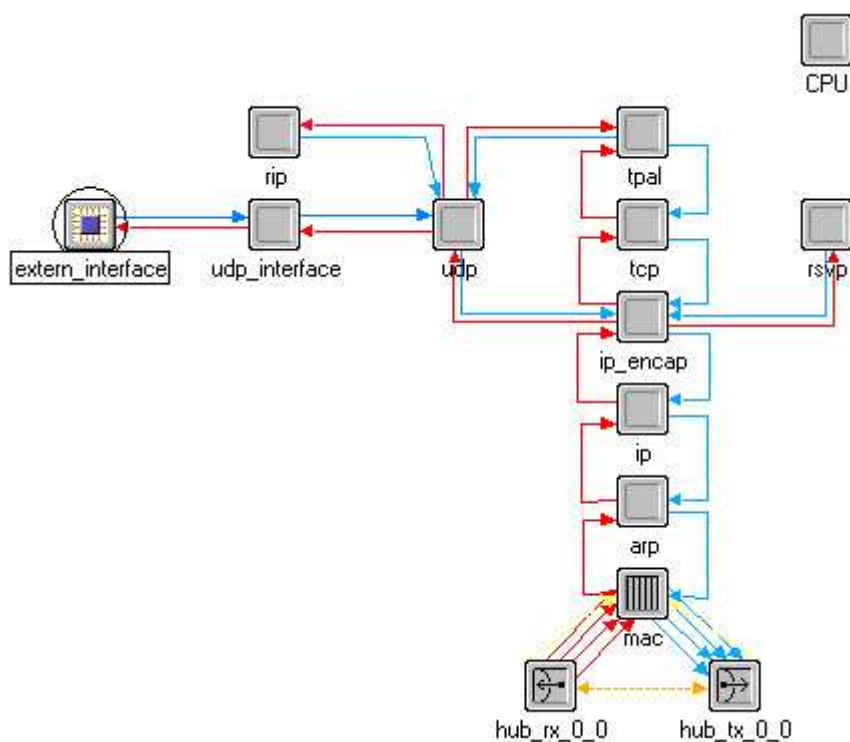 CPU
rip
tpal
extern_interface
udp_interface
udp
tcp
rsvp
ip_encap
ip
arp
mac
hub_rx_0_0
hub_tx_0_0